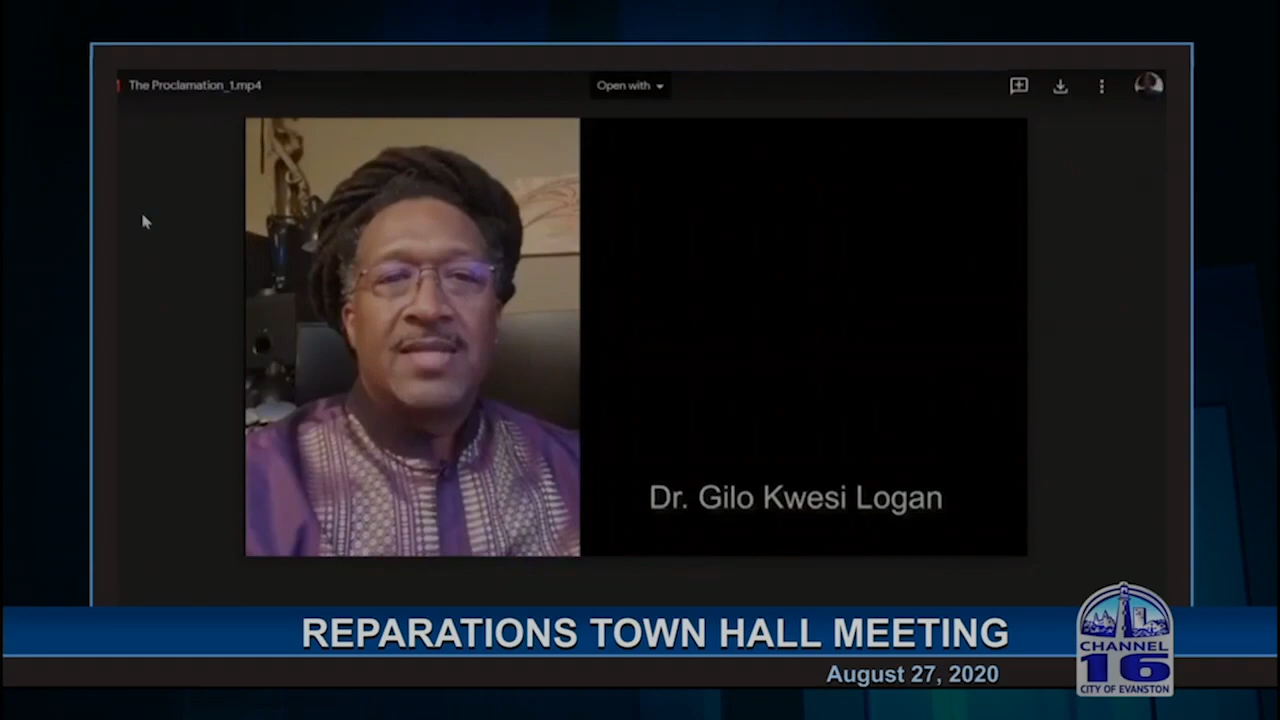 The Proclamation_1.mp4
Open with
Dr. Gilo Kwesi Logan
REPARATIONS TOWN HALL MEETING
August 27, 2020
CHANNEL
16
CITY OF EVANSTON